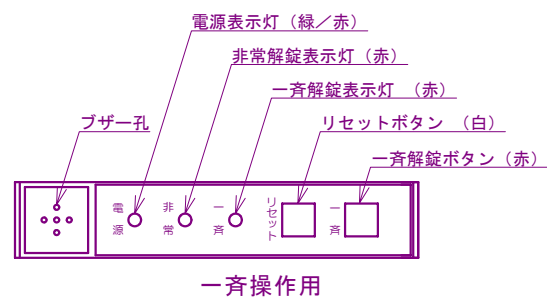 電源表示灯（緑／赤）
非常解錠表示灯（赤）
一斉解錠表示灯　（赤）
ブザー孔
リセットボタン　（白）
一斉解錠ボタン（赤）
電源
非常
一斉
リセット
一斉
一斉操作用